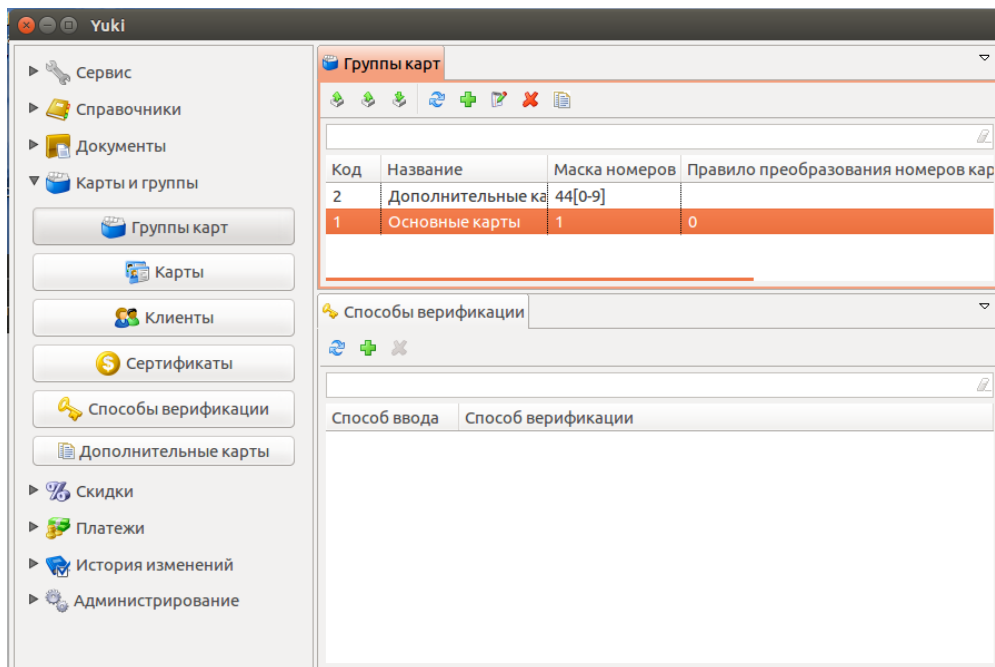 Yuki
Сервис
Справочники
Документы
Карты и группы
Группы карт
Карты
Клиенты
Сертификаты
Способы верификации
Дополнительные карты
Скидки
Платежи
История изменений
Администрирование
Группы карт
Код Название Маска номеров Правило преобразования номеров кар
2 Дополнительные ка 44[0-9]
1 Основные карты 1 0
Способы верификации
Способ ввода Способ верификации